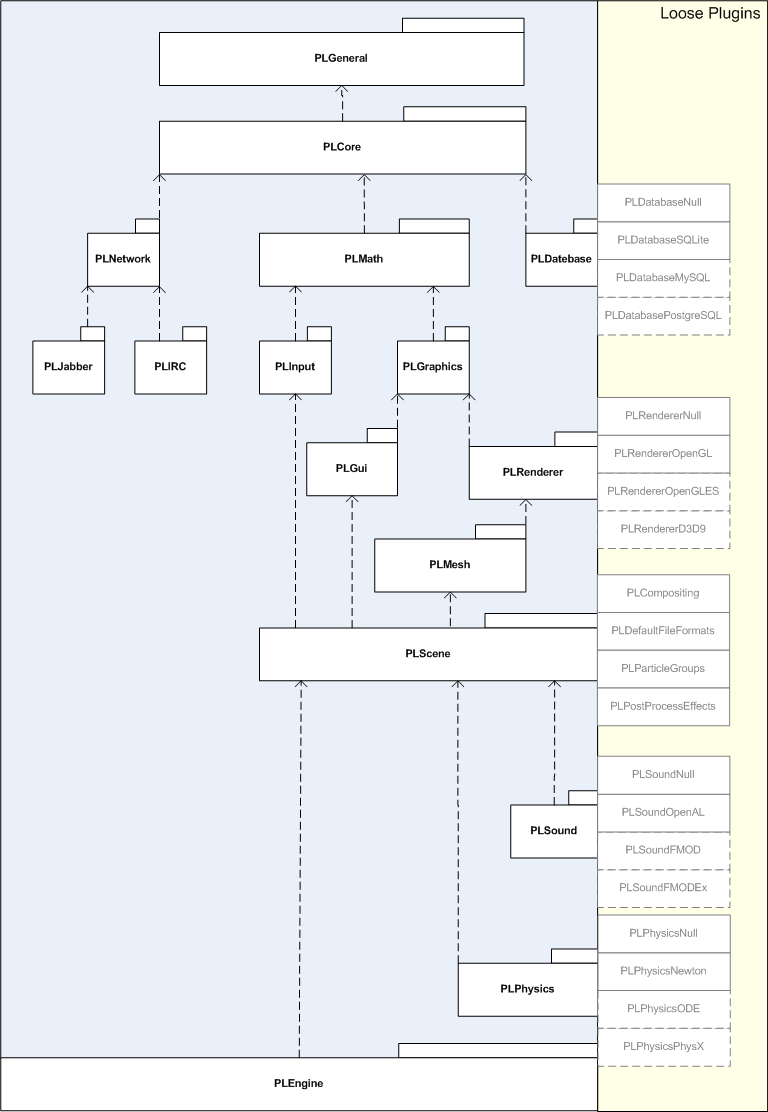 Loose Plugins
PLGeneral
PLCore
PLDatabaseNull
PLDatabaseSQLite
PLNetwork
PLMath
PLDatebase
PLDatabaseMySQL
PLDatabasePostgreSQL
PLJabber
PLIRC
PLInput
PLGraphics
PLRendererNull
PLRendererOpenGL
PLGui
PLRenderer
PLRendererOpenGLES
PLRendererD3D9
PLMesh
PLCompositing
PLDefaultFileFormats
PLScene
PLParticleGroups
PLPostProcessEffects
PLSoundNull
PLSoundOpenAL
PLSound
PLSoundFMOD
PLSoundFMODEx
PLPhysicsNull
PLPhysicsNewton
PLPhysics
PLPhysicsODE
PLPhysicsPhysX
PLEngine